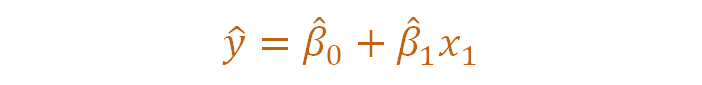 ŷ = β̂₀ + β̂₁x₁